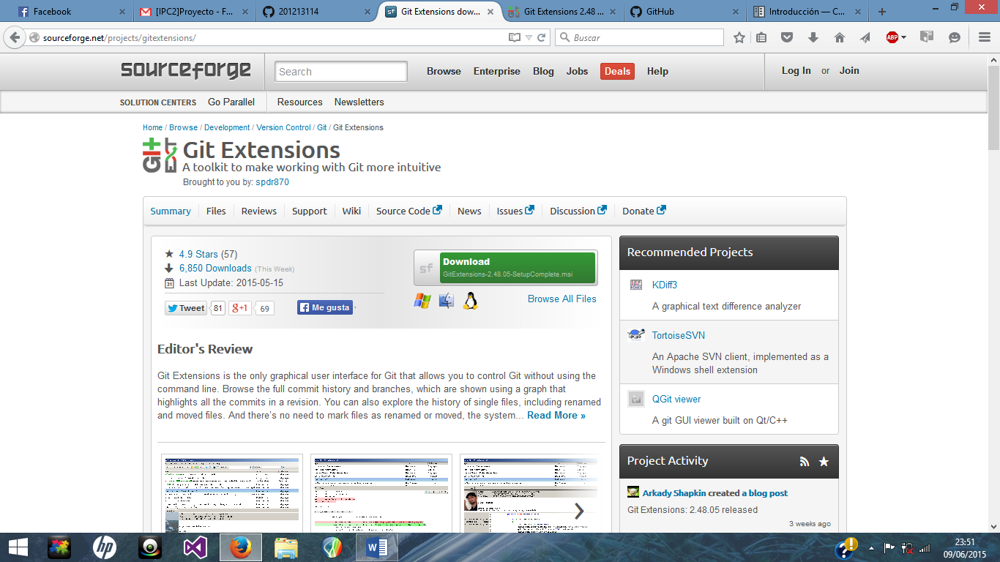 Facebook
[IPC2]Proyecto - F...
201213114
Git Extensions dow...
Git Extensions 2.48 ...
GitHub
Introducción — C...
sourceforge.net/projects/gitextensions/
Buscar
ABP
sourceforge
Search
Browse
Enterprise
Blog
Jobs
Deals
Help
Log In or Join
SOLUTION CENTERS
Go Parallel
Resources
Newsletters
Home / Browse / Development / Version Control / Git / Git Extensions
Git Extensions
A toolkit to make working with Git more intuitive
Brought to you by: spdr870
Summary
Files
Reviews
Support
Wiki
Source Code
News
Issues
Discussion
Donate
4.9 Stars (57)
6,850 Downloads (This Week)
Last Update: 2015-05-15
Tweet 81
g+1 69
Me gusta
sf
Download
GitExtensions-2.48.05-SetupComplete.msi
Browse All Files
Editor's Review
Git Extensions is the only graphical user interface for Git that allows you to control Git without using the
command line. Browse the full commit history and branches, which are shown using a graph that
highlights all the commits in a revision. You can also explore the history of single files, including renamed
and moved files. And there's no need to mark files as renamed or moved, the system... Read More »
Recommended Projects
KDiff3
A graphical text difference analyzer
TortoiseSVN
An Apache SVN client, implemented as a
Windows shell extension
QGit viewer
A git GUI viewer built on Qt/C++
Project Activity
Arkady Shapkin created a blog post
Git Extensions: 2.48.05 released
3 weeks ago
23:51
09/06/2015